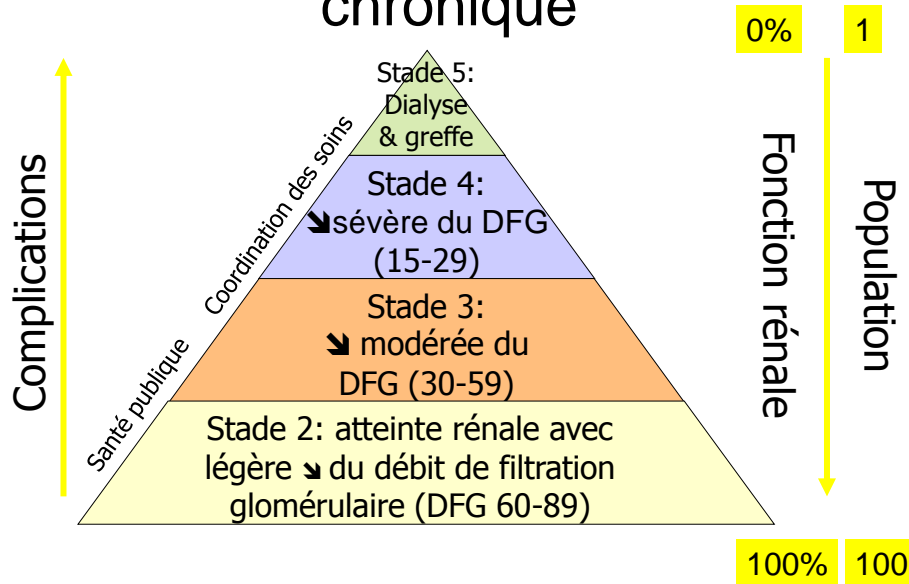 chronique
0%
1
Stade 5:
Dialyse
& greffe
Stade 4:
➘sévère du DFG
(15-29)
Stade 3:
➘ modérée du
DFG (30-59)
Stade 2: atteinte rénale avec
légère ➘ du débit de filtration
glomérulaire (DFG 60-89)
Complications
Coordination des soins
Santé publique
Fonction rénale
Population
100%
100